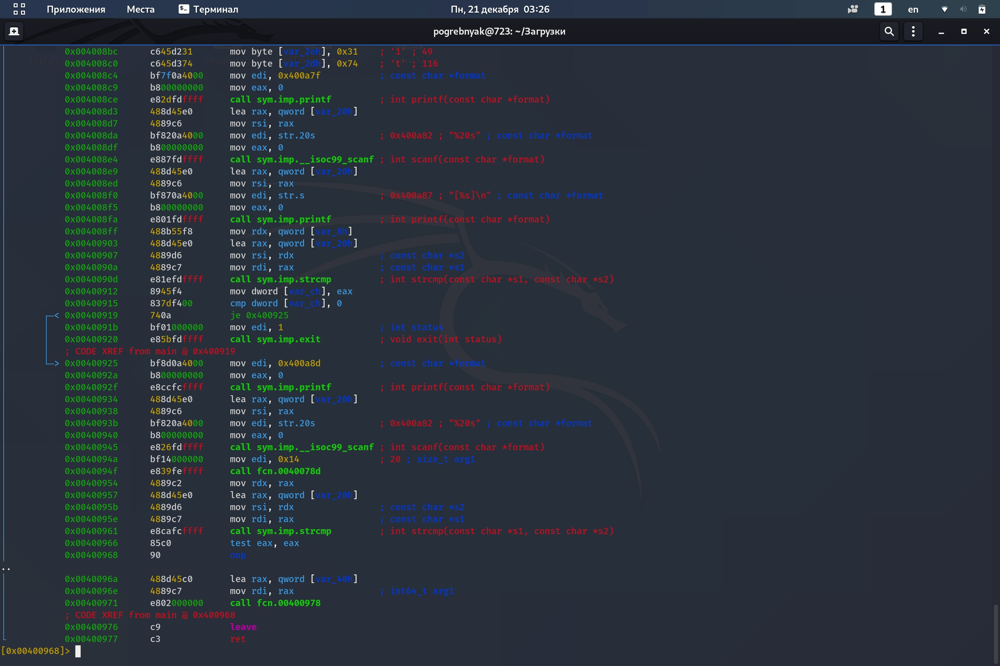 Приложения Места Терминал Пн, 21 декабря 03:26 1 en
pogrebnyak@723: ~/Загрузки
0x004008bc c645d231 mov byte [var_2eh], 0x31 ; '1' ; 49
test.py
0x004008c0 c645d374 mov byte [var_2dh], 0x74 ; 't' ; 116
0x004008c4 bf7f0a4000 mov edi, 0x400a7f ; const char *format
0x004008c9 b800000000 mov eax, 0
0x004008ce e82dfdffff call sym.imp.printf ; int printf(const char *format)
0x004008d3 488d45e0 lea rax, qword [var_20h]
0x004008d7 4889c6 mov rsi, rax
0x004008da bf820a4000 mov edi, str.20s ; 0x400a82 ; "%20s" ; const char *format
0x004008df b800000000 mov eax, 0
0x004008e4 e887fdffff call sym.imp.__isoc99_scanf ; int scanf(const char *format)
0x004008e9 488d45e0 lea rax, qword [var_20h]
0x004008ed 4889c6 mov rsi, rax
0x004008f0 bf870a4000 mov edi, str.s ; 0x400a87 ; "[%s]\n" ; const char *format
0x004008f5 b800000000 mov eax, 0
0x004008fa e801fdffff call sym.imp.printf ; int printf(const char *format)
0x004008ff 488b55f8 mov rdx, qword [var_8h]
0x00400903 488d45e0 lea rax, qword [var_20h]
0x00400907 4889d6 mov rsi, rdx ; const char *s2
0x0040090a 4889c7 mov rdi, rax ; const char *s1
0x0040090d e81efdffff call sym.imp.strcmp ; int strcmp(const char *s1, const char *s2)
0x00400912 8945f4 mov dword [var_ch], eax
0x00400915 837df400 cmp dword [var_ch], 0
< 0x00400919 740a je 0x400925
0x0040091b bf01000000 mov edi, 1 ; int status
0x00400920 e85bfdffff call sym.imp.exit ; void exit(int status)
; CODE XREF from main @ 0x400919
> 0x00400925 bf8d0a4000 mov edi, 0x400a8d ; const char *format
0x0040092a b800000000 mov eax, 0
0x0040092f e8ccfcffff call sym.imp.printf ; int printf(const char *format)
0x00400934 488d45e0 lea rax, qword [var_20h]
0x00400938 4889c6 mov rsi, rax
0x0040093b bf820a4000 mov edi, str.20s ; 0x400a82 ; "%20s" ; const char *format
0x00400940 b800000000 mov eax, 0
0x00400945 e826fdffff call sym.imp.__isoc99_scanf ; int scanf(const char *format)
0x0040094a bf14000000 mov edi, 0x14 ; 20 ; size_t arg1
0x0040094f e839feffff call fcn.0040078d
0x00400954 4889c2 mov rdx, rax
0x00400957 488d45e0 lea rax, qword [var_20h]
0x0040095b 4889d6 mov rsi, rdx ; const char *s2
0x0040095e 4889c7 mov rdi, rax ; const char *s1
0x00400961 e8cafcffff call sym.imp.strcmp ; int strcmp(const char *s1, const char *s2)
0x00400966 85c0 test eax, eax
0x00400968 90 nop
..
0x0040096a 488d45c0 lea rax, qword [var_40h]
0x0040096e 4889c7 mov rdi, rax ; int64_t arg1
0x00400971 e802000000 call fcn.00400978
; CODE XREF from main @ 0x400968
0x00400976 c9 leave
0x00400977 c3 ret
[0x00400968]>